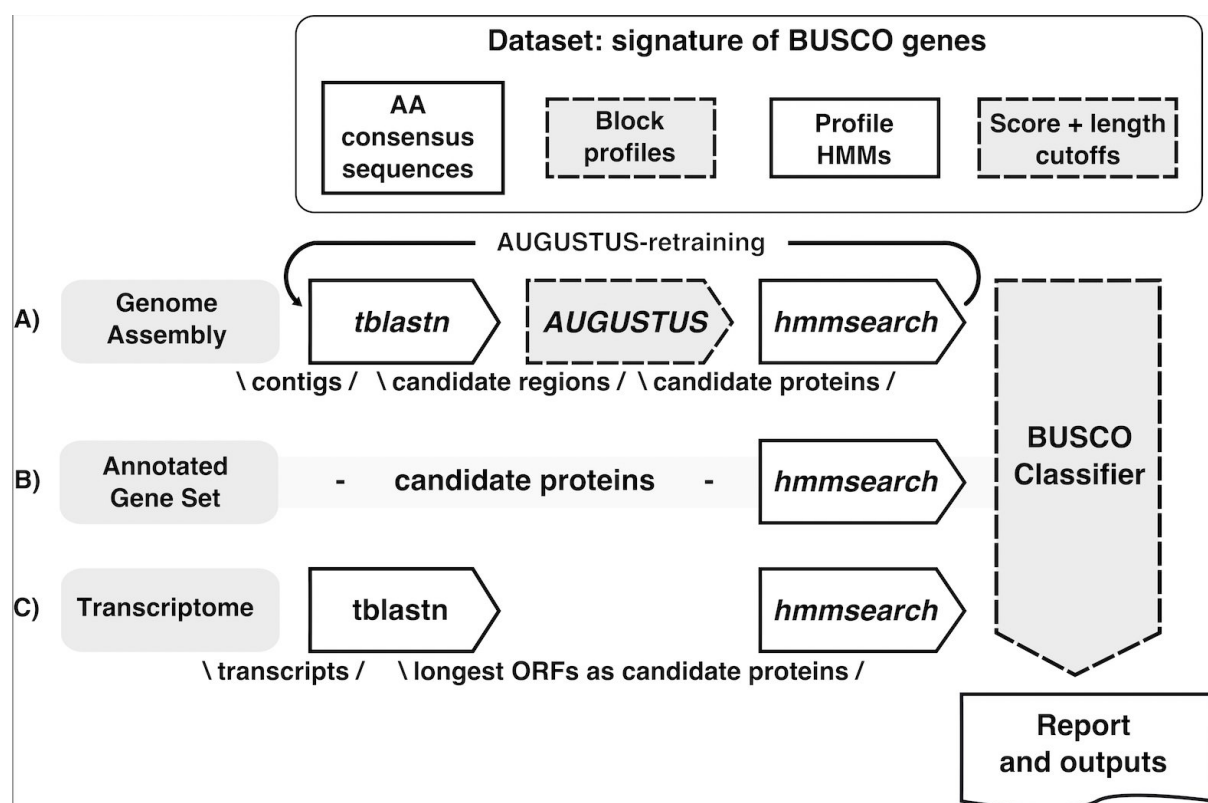 Dataset: signature of BUSCO genes
AA
consensus
sequences
Block
profiles
Profile
HMMs
Score + length
cutoffs
AUGUSTUS-retraining
A)
Genome
Assembly
tblastn
AUGUSTUS
hmmsearch
\ contigs /
\ candidate regions /
\ candidate proteins /
BUSCO
Classifier
B)
Annotated
Gene Set
- candidate proteins -
hmmsearch
C)
Transcriptome
tblastn
hmmsearch
\ transcripts /
\ longest ORFs as candidate proteins /
Report
and outputs